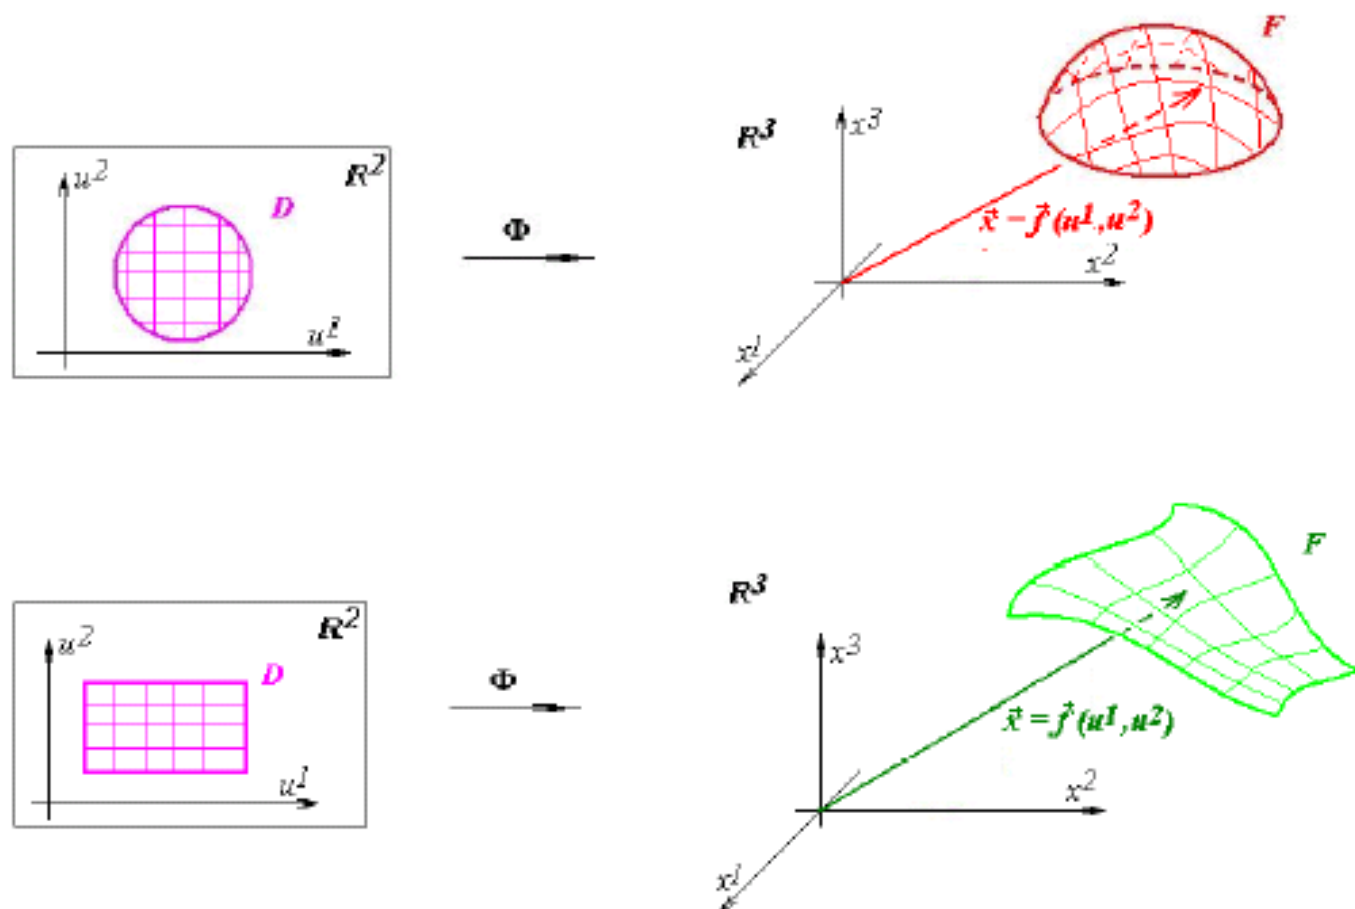 u2
R2
D
u1
Φ
R3
x3
F
x⃗ = f⃗ (u1,u2)
x2
x1
u2
R2
D
u1
Φ
R3
x3
F
x⃗ = f⃗ (u1,u2)
x2
x1